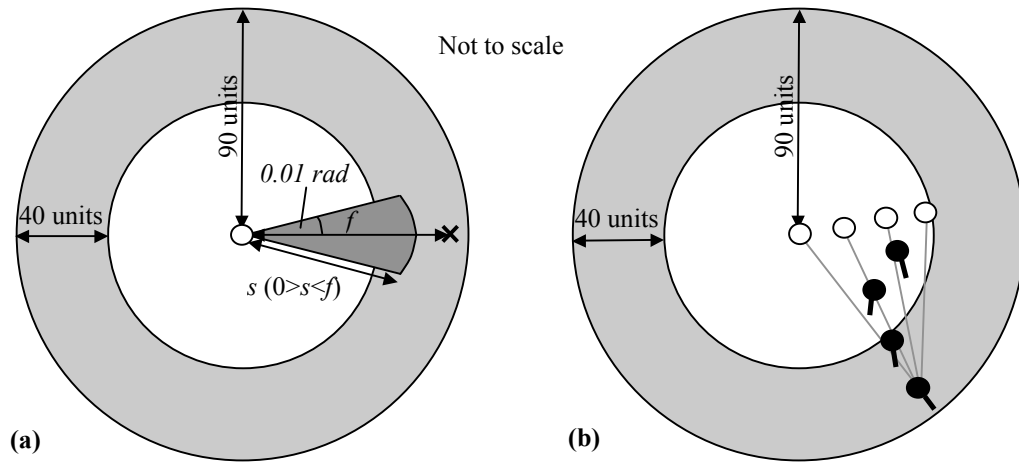 Not to scale
90 units
40 units
0.01 rad
f
s (0>s<f)
(a)
90 units
40 units
(b)